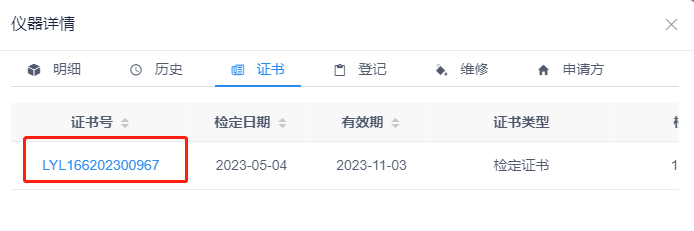 仪器详情
明细 历史 证书 登记 维修 申请方
证书号 检定日期 有效期 证书类型
LYL166202300967 2023-05-04 2023-11-03 检定证书 1